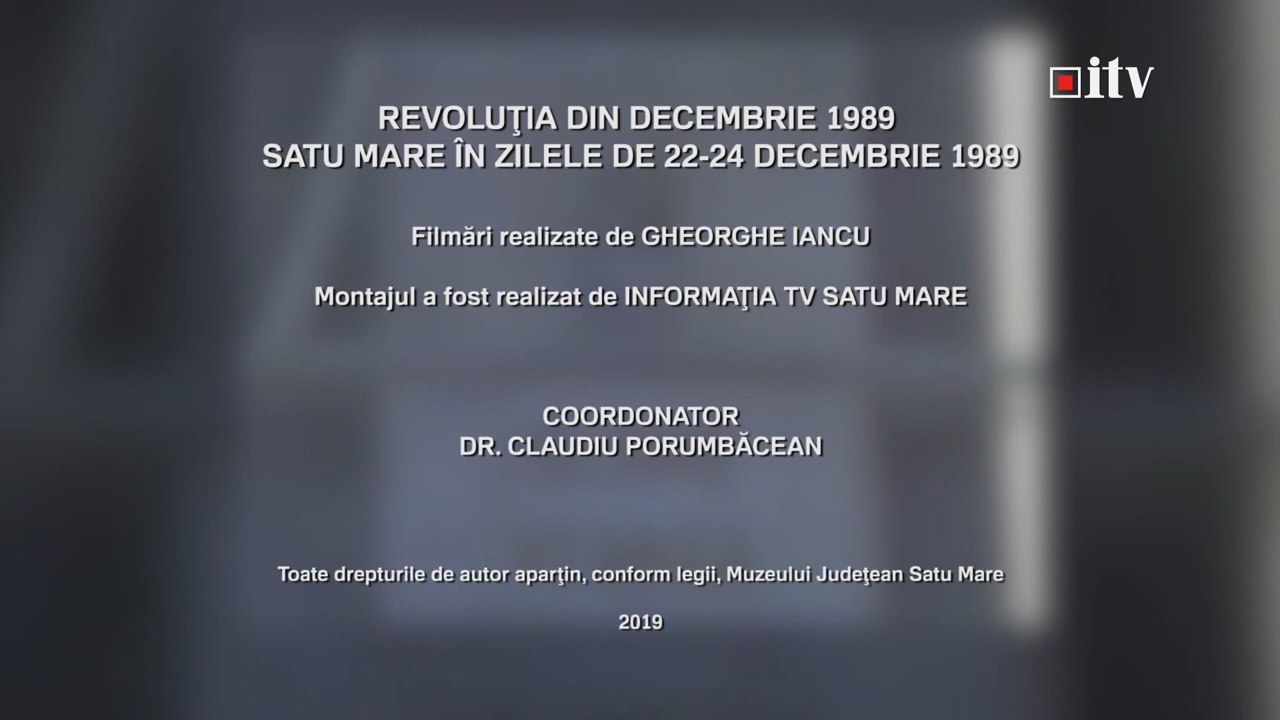 itv
REVOLUŢIA DIN DECEMBRIE 1989
SATU MARE ÎN ZILELE DE 22-24 DECEMBRIE 1989
Filmări realizate de GHEORGHE IANCU
Montajul a fost realizat de INFORMAŢIA TV SATU MARE
COORDONATOR
DR. CLAUDIU PORUMBĂCEAN
Toate drepturile de autor aparţin, conform legii, Muzeului Judeţean Satu Mare
2019